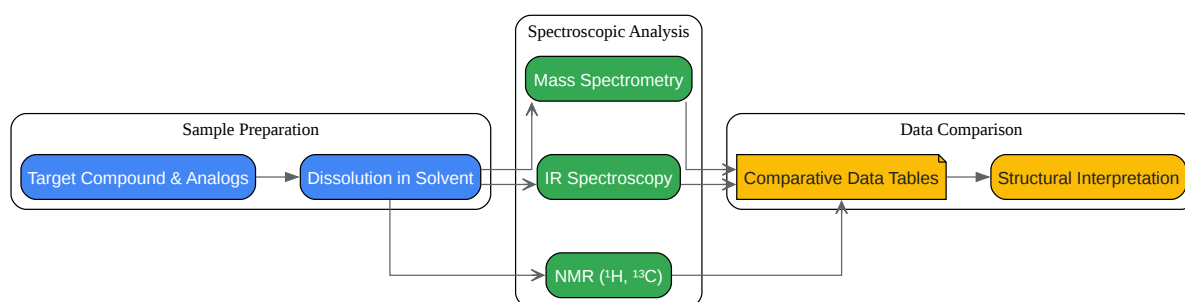 Sample Preparation
Target Compound & Analogs
Dissolution in Solvent
Spectroscopic Analysis
Mass Spectrometry
IR Spectroscopy
NMR (¹H, ¹³C)
Data Comparison
Comparative Data Tables
Structural Interpretation